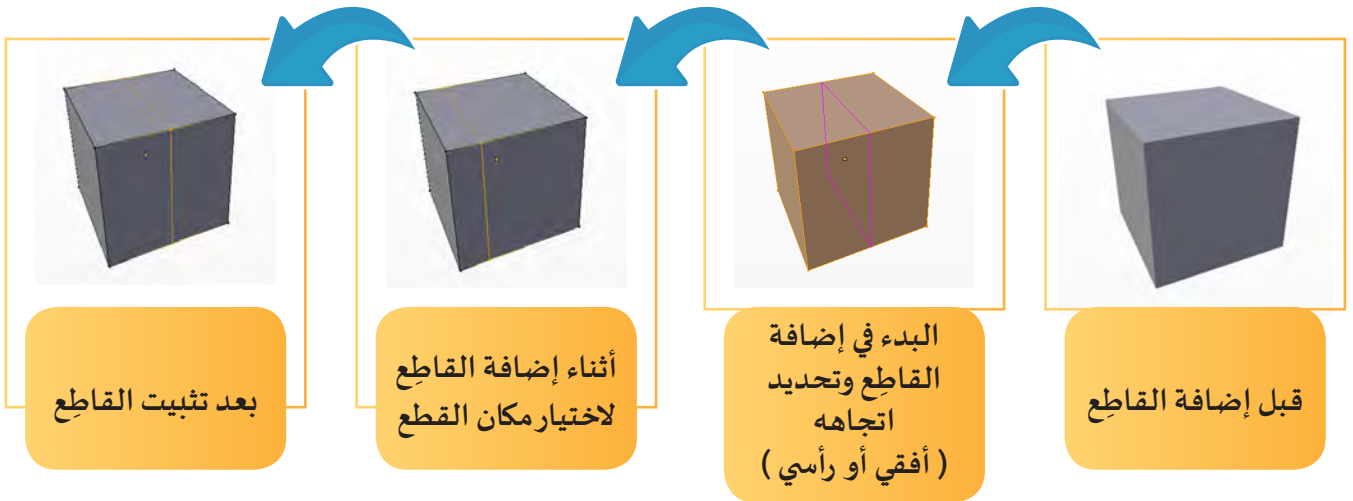 قبل إضافة القاطِع
البدء في إضافة
القاطِع وتحديد
اتجاهه
( أفقي أو رأسي )
أثناء إضافة القاطِع
لاختيار مكان القطع
بعد تثبيت القاطِع